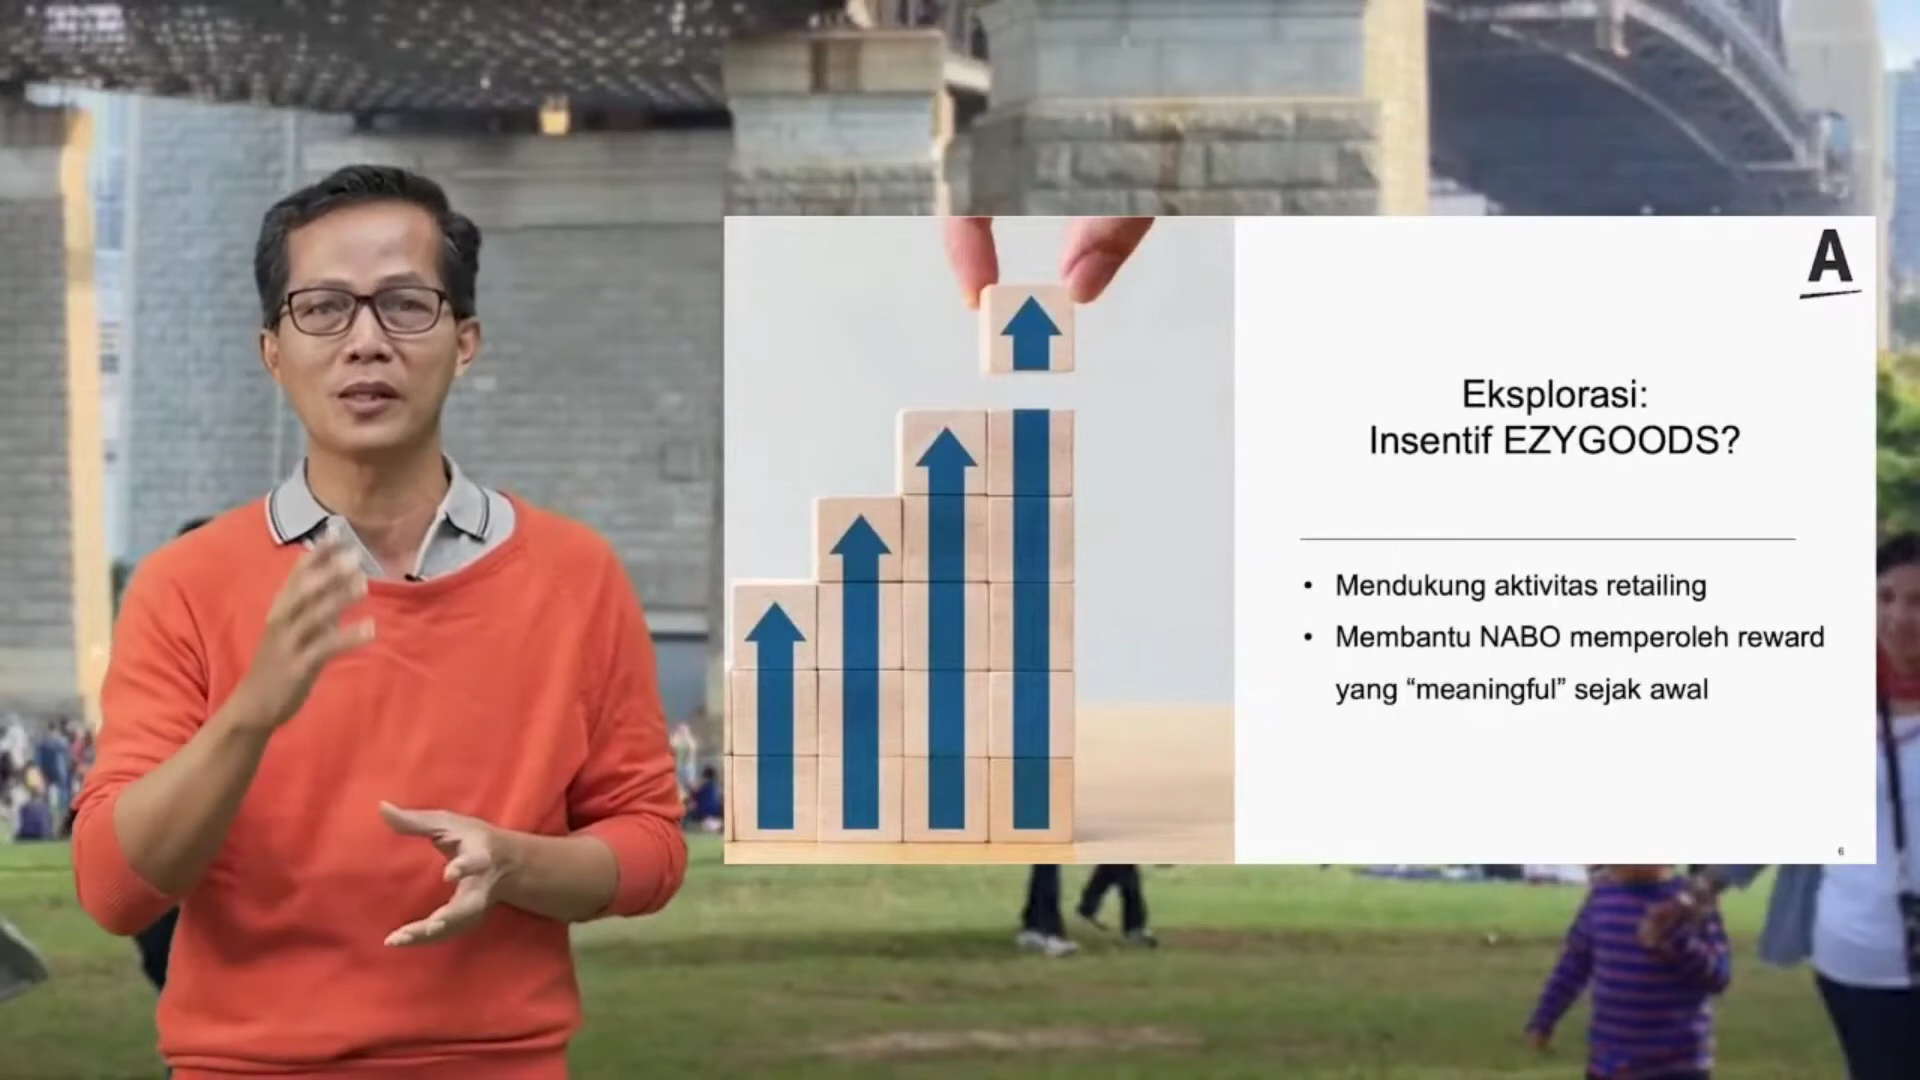 A
Eksplorasi:
Insentif EZYGOODS?
• Mendukung aktivitas retailing
• Membantu NABO memperoleh reward
yang “meaningful” sejak awal
6